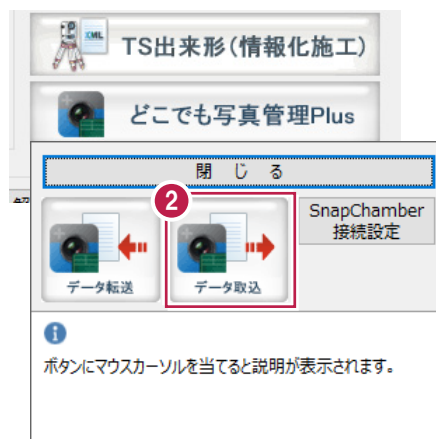 XML
TS出来形(情報化施工)
どこでも写真管理Plus
閉じる
2
データ転送
データ取込
SnapChamber
接続設定
ボタンにマウスカーソルを当てると説明が表示されます。